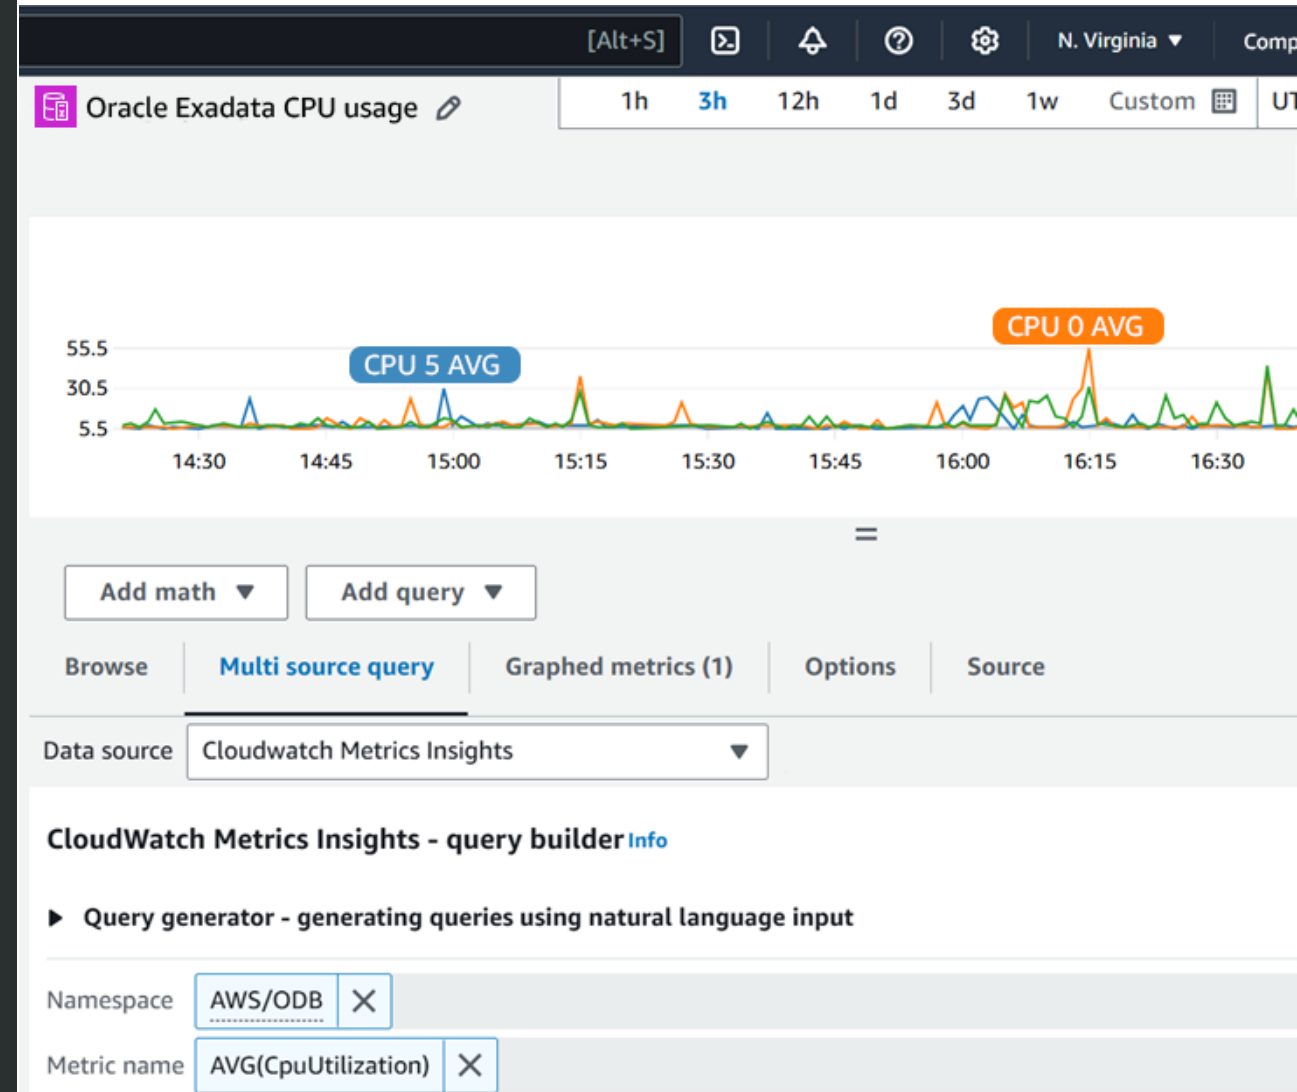 [Alt+S] N. Virginia Comp
Oracle Exadata CPU usage 1h 3h 12h 1d 3d 1w Custom UT
CPU 0 AVG
55.5
CPU 5 AVG
30.5
5.5
14:30 14:45 15:00 15:15 15:30 15:45 16:00 16:15 16:30
Add math Add query
Browse Multi source query Graphed metrics (1) Options Source
Data source Cloudwatch Metrics Insights
CloudWatch Metrics Insights - query builder Info
Query generator - generating queries using natural language input
Namespace AWS/ODB
Metric name AVG(CpuUtilization)